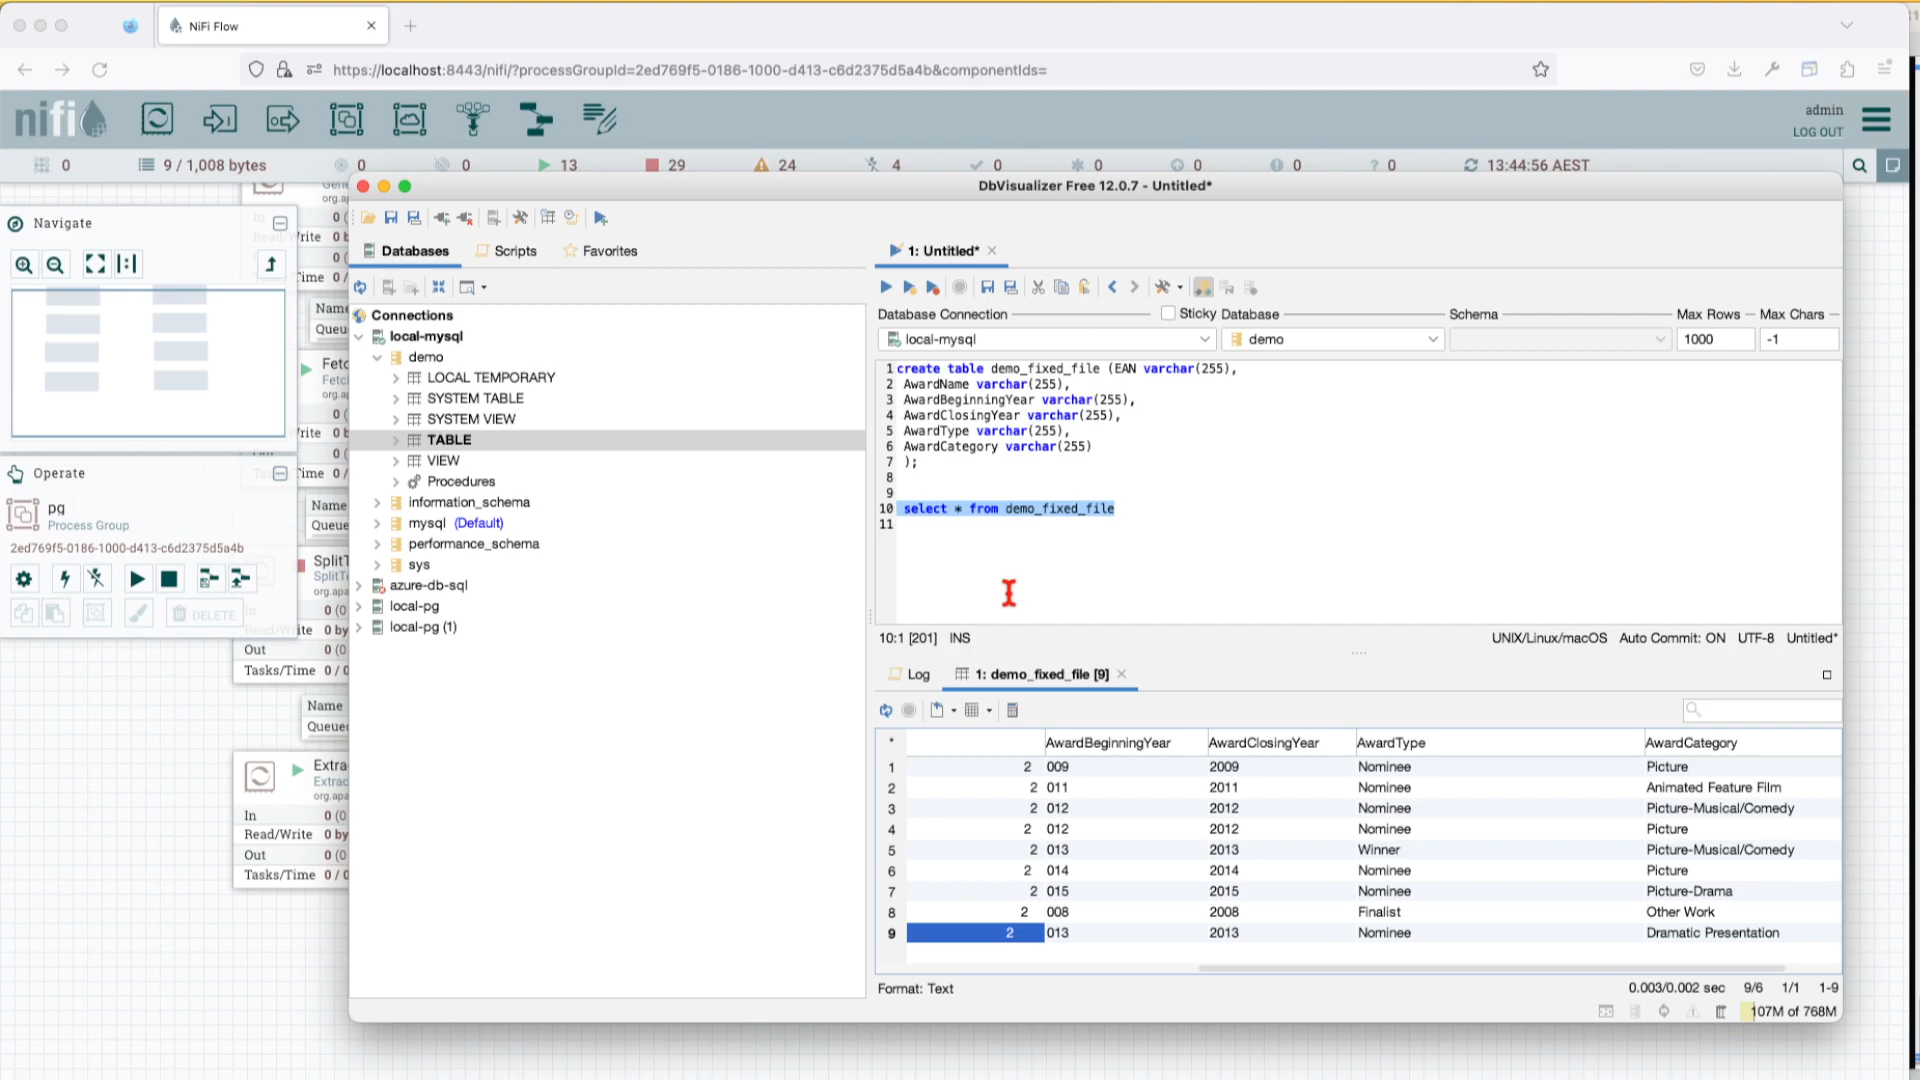 NiFi Flow
https://localhost:8443/nifi/?processGroupId=2ed769f5-0186-1000-d413-c6d2375d5a4b&componentIds=
nifi
admin
LOG OUT
0
9 / 1,008 bytes
0
0
13
29
24
4
0
0
0
0
0
13:44:56 AEST
Navigate
Operate
pg
Process Group
2ed769f5-0186-1000-d413-c6d2375d5a4b
DELETE
Out
Tasks/Time
Name
In
Read/Write
Out
Tasks/Time
DbVisualizer Free 12.0.7 - Untitled*
Databases
Scripts
Favorites
Connections
local-mysql
demo
LOCAL TEMPORARY
SYSTEM TABLE
SYSTEM VIEW
TABLE
VIEW
Procedures
information_schema
mysql (Default)
performance_schema
sys
azure-db-sql
local-pg
local-pg (1)
1: Untitled*
Database Connection
Sticky Database
Schema
Max Rows
Max Chars
local-mysql
demo
1000
-1
1 create table demo_fixed_file (EAN varchar(255),
2 AwardName varchar(255),
3 AwardBeginningYear varchar(255),
4 AwardClosingYear varchar(255),
5 AwardType varchar(255),
6 AwardCategory varchar(255)
7 );
8
9
10 select * from demo_fixed_file
11
10:1 [201] INS
UNIX/Linux/macOS Auto Commit: ON UTF-8 Untitled*
Log
1: demo_fixed_file [9]
* AwardBeginningYear AwardClosingYear AwardType AwardCategory
1 2 009 2009 Nominee Picture
2 2 011 2011 Nominee Animated Feature Film
3 2 012 2012 Nominee Picture-Musical/Comedy
4 2 012 2012 Nominee Picture
5 2 013 2013 Winner Picture-Musical/Comedy
6 2 014 2014 Nominee Picture
7 2 015 2015 Nominee Picture-Drama
8 2 008 2008 Finalist Other Work
9 2 013 2013 Nominee Dramatic Presentation
Format: Text
0.003/0.002 sec 9/6 1/1 1-9
107M of 768M